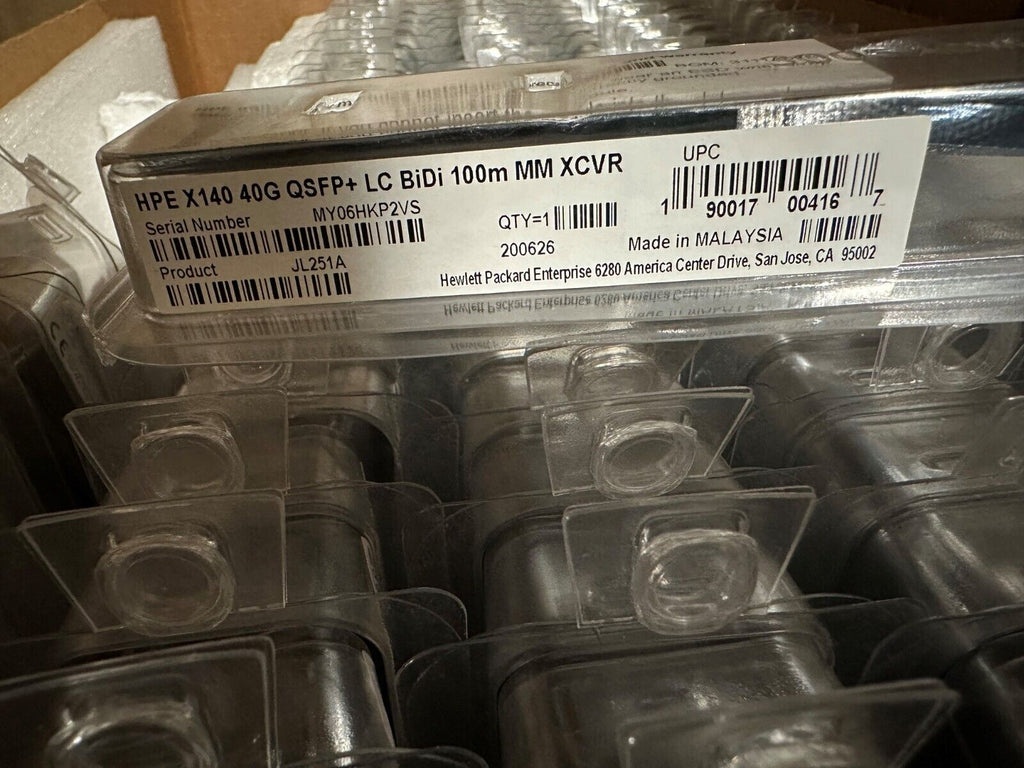 HPE X140 40G QSFP+ LC BiDi 100m MM XCVR
Serial Number MY06HKP2VS
Product JL251A
QTY=1
200626
UPC
1 90017 00416 7
Made in MALAYSIA
Hewlett Packard Enterprise 6280 America Center Drive, San Jose, CA 95002